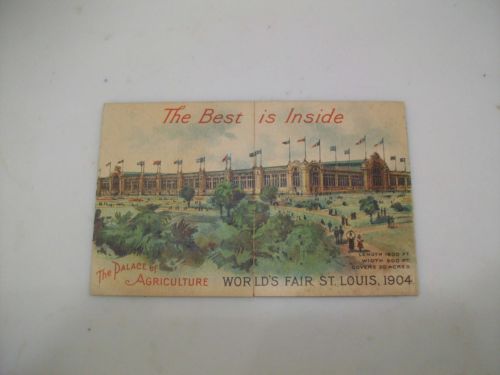 The Best is Inside
LENGTH 1600 FT.
WIDTH 500 FT.
COVERS 20 ACRES
The PALACE of
AGRICULTURE WORLD'S FAIR ST. LOUIS, 1904.